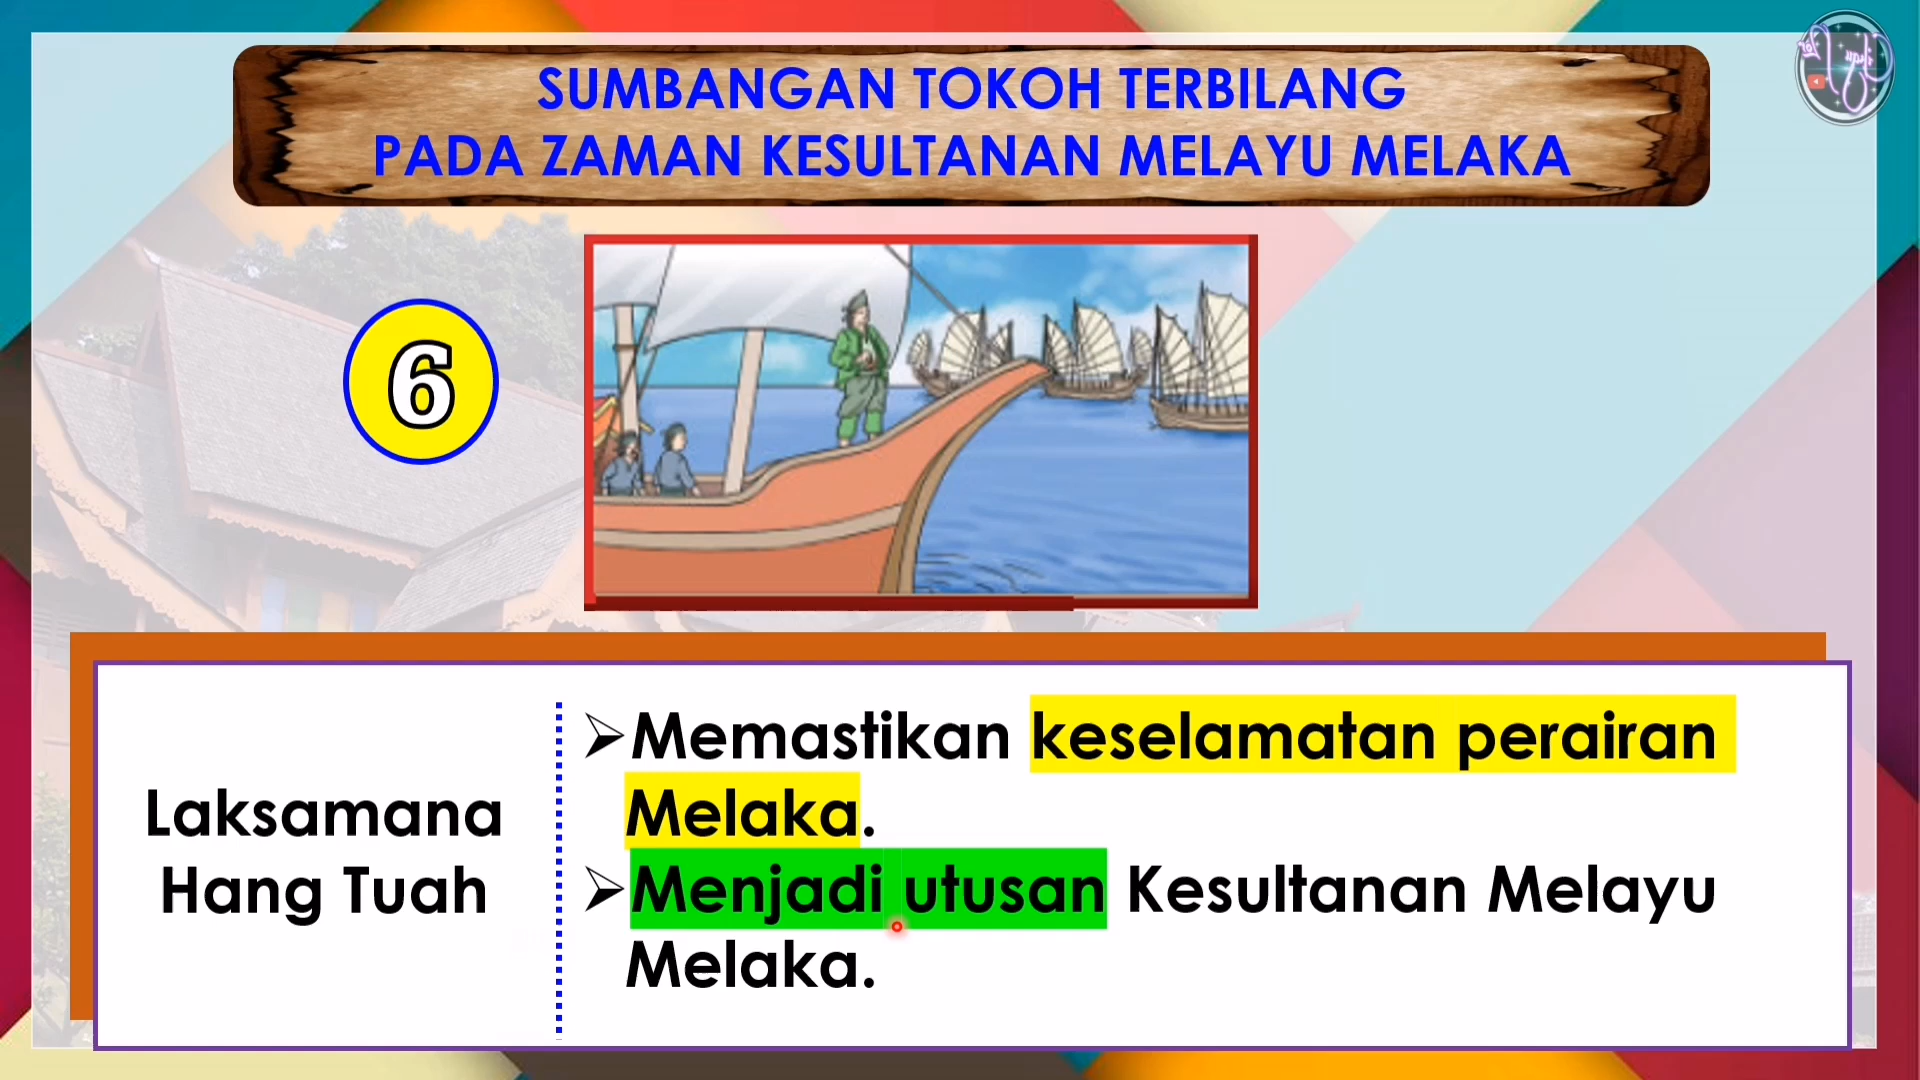 SUMBANGAN TOKOH TERBILANG
PADA ZAMAN KESULTANAN MELAYU MELAKA
6
Laksamana
Hang Tuah
➢Memastikan keselamatan perairan
Melaka.
➢Menjadi utusan Kesultanan Melayu
Melaka.